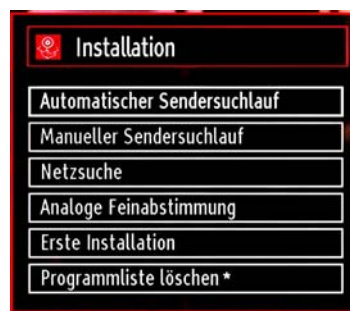 Installation
Automatischer Sendersuchlauf
Manueller Sendersuchlauf
Netzsuche
Analoge Feinabstimmung
Erste Installation
Programmliste löschen *